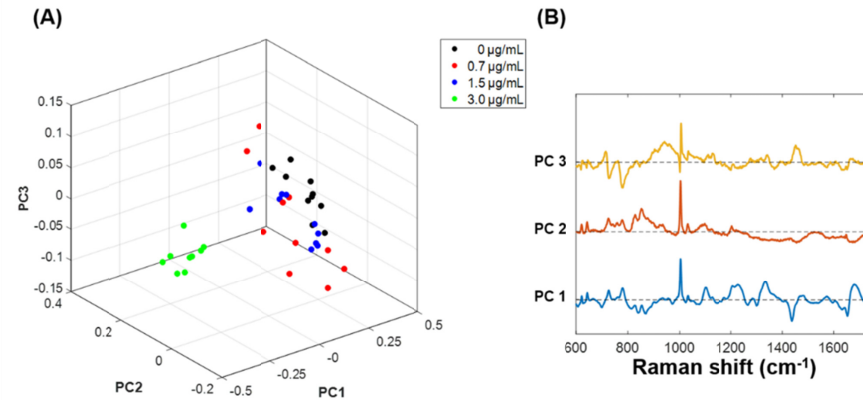 (A)
0 µg/mL
0.7 µg/mL
1.5 µg/mL
3.0 µg/mL
0.15
0.1
0.05
0
-0.05
-0.1
-0.15
PC3
0.4
0.2
0
-0.2
PC2
-0.5
-0.25
-0
0.25
0.5
PC1
(B)
PC 3
PC 2
PC 1
600 800 1000 1200 1400 1600
Raman shift (cm-1)